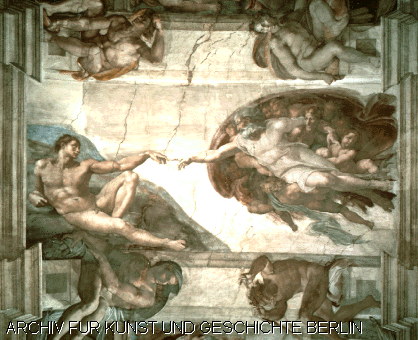 ARCHIV FUR KUNST UND GESCHICHTE BERLIN